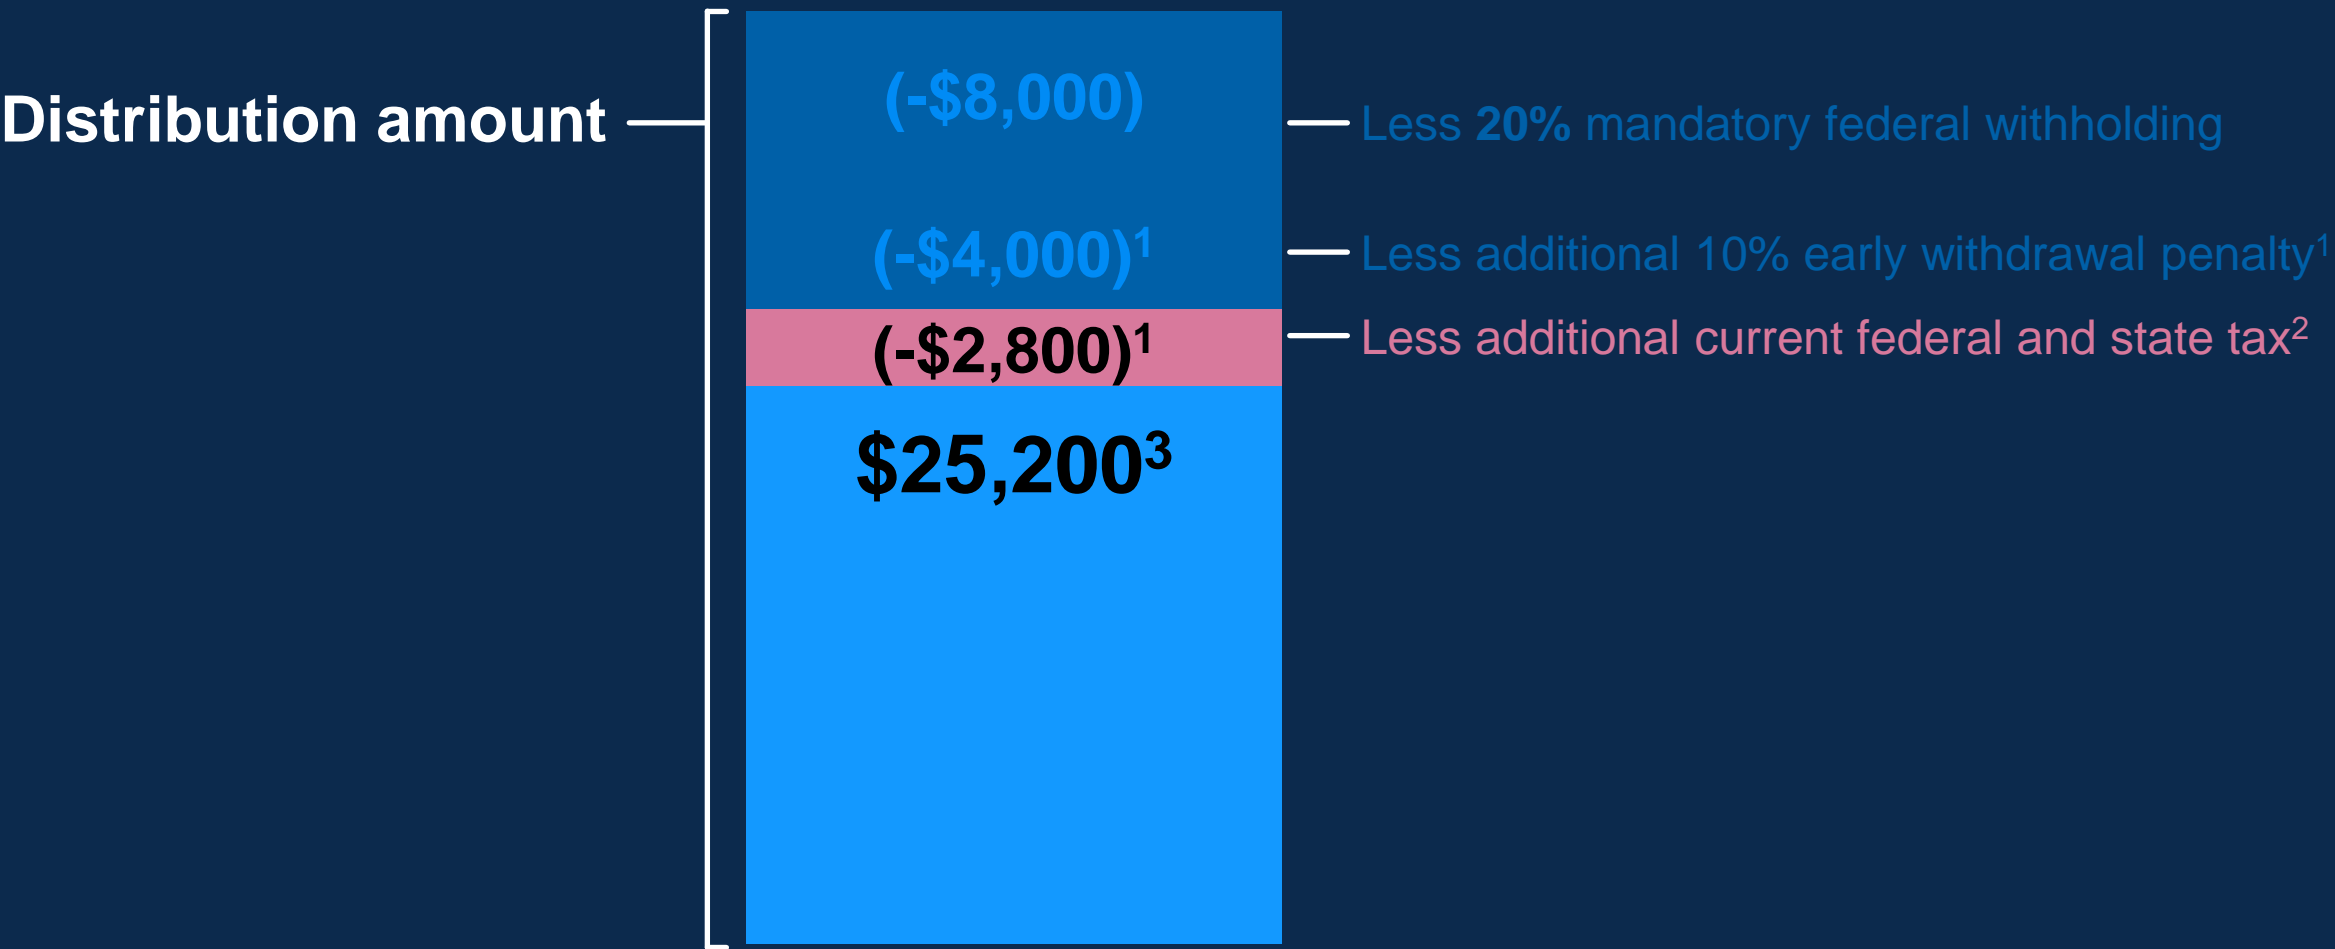 Distribution amount
(-$8,000)
Less 20% mandatory federal withholding
(-$4,000)¹
Less additional 10% early withdrawal penalty¹
(-$2,800)¹
Less additional current federal and state tax²
$25,200³